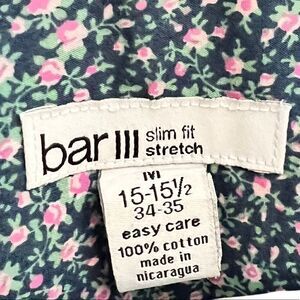 bar III slim fit
stretch
M
15-15½
34-35
easy care
100% cotton
made in
nicaragua